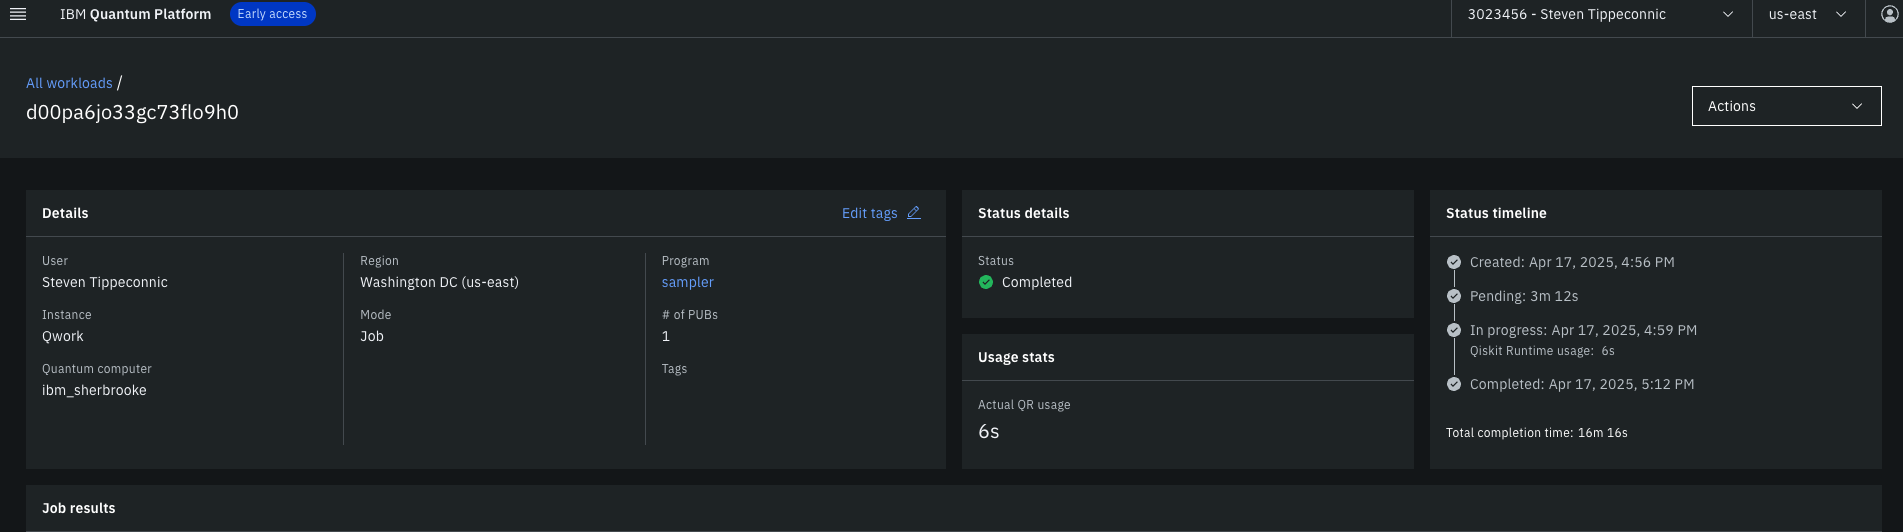 IBM Quantum Platform Early access 3023456 - Steven Tippeconnic us-east
All workloads /
d00pa6jo33gc73flo9h0
Actions
Details Edit tags
User
Steven Tippeconnic
Instance
Qwork
Quantum computer
ibm_sherbrooke
Region
Washington DC (us-east)
Mode
Job
Program
sampler
# of PUBs
1
Tags
Status details
Status
Completed
Usage stats
Actual QR usage
6s
Status timeline
Created: Apr 17, 2025, 4:56 PM
Pending: 3m 12s
In progress: Apr 17, 2025, 4:59 PM
Qiskit Runtime usage: 6s
Completed: Apr 17, 2025, 5:12 PM
Total completion time: 16m 16s
Job results